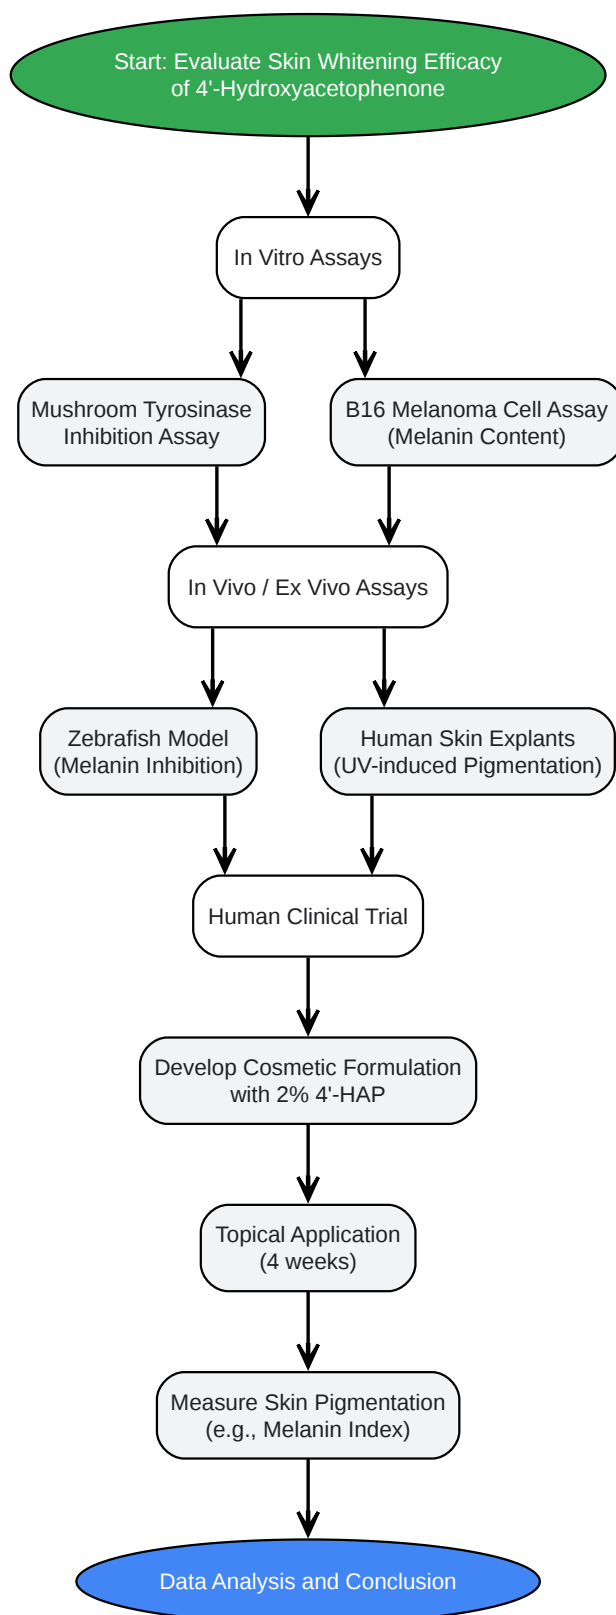 Start: Evaluate Skin Whitening Efficacy
of 4'-Hydroxyacetophenone
In Vitro Assays
Mushroom Tyrosinase
Inhibition Assay
B16 Melanoma Cell Assay
(Melanin Content)
In Vivo / Ex Vivo Assays
Zebrafish Model
(Melanin Inhibition)
Human Skin Explants
(UV-induced Pigmentation)
Human Clinical Trial
Develop Cosmetic Formulation
with 2% 4'-HAP
Topical Application
(4 weeks)
Measure Skin Pigmentation
(e.g., Melanin Index)
Data Analysis and Conclusion